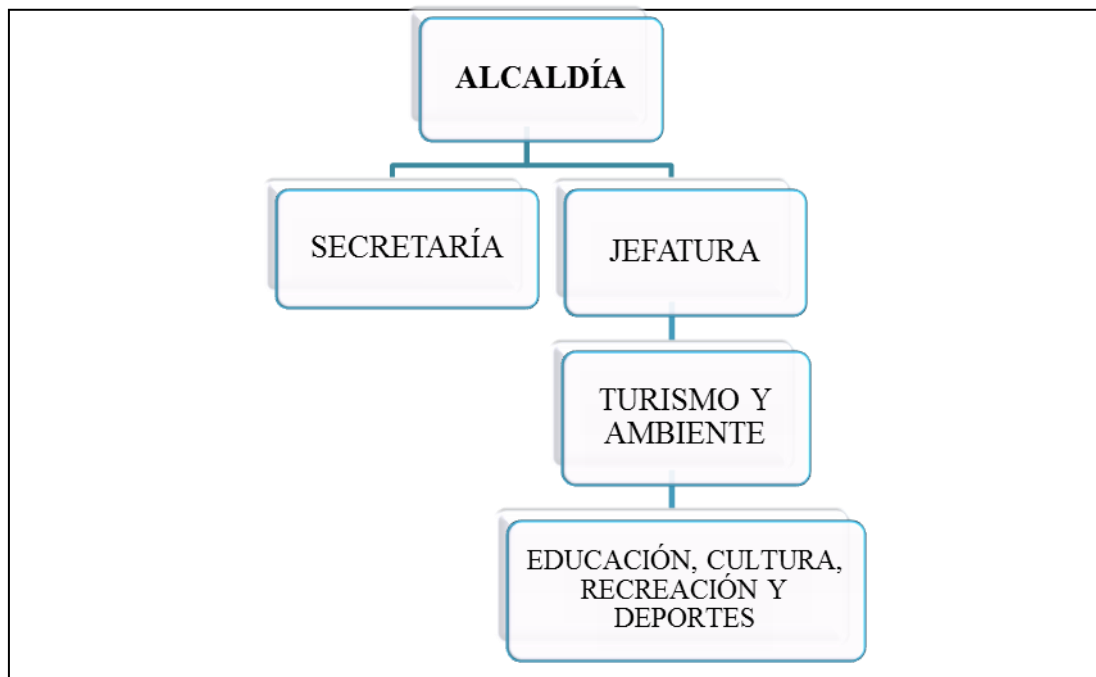 ALCALDÍA
SECRETARÍA
JEFATURA
TURISMO Y
AMBIENTE
EDUCACIÓN, CULTURA,
RECREACIÓN Y
DEPORTES